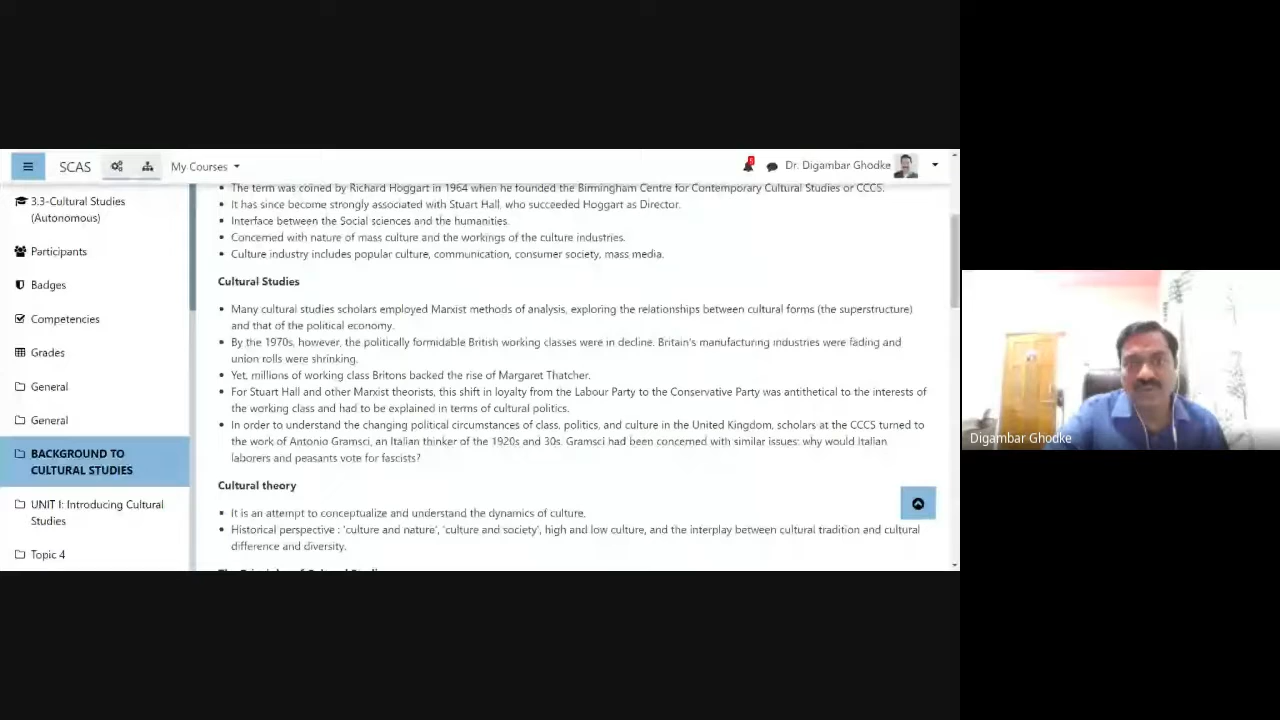 SCAS
My Courses
Dr. Digambar Ghodke
3.3-Cultural Studies
(Autonomous)
Participants
Badges
Competencies
Grades
General
General
BACKGROUND TO
CULTURAL STUDIES
UNIT I: Introducing Cultural
Studies
Topic 4
The term was coined by Richard Hoggart in 1964 when he founded the Birmingham Centre for Contemporary Cultural Studies or CCCS.
It has since become strongly associated with Stuart Hall, who succeeded Hoggart as Director.
Interface between the Social sciences and the humanities.
Concerned with nature of mass culture and the workings of the culture industries.
Culture industry includes popular culture, communication, consumer society, mass media.
Cultural Studies
Many cultural studies scholars employed Marxist methods of analysis, exploring the relationships between cultural forms (the superstructure)
and that of the political economy.
By the 1970s, however, the politically formidable British working classes were in decline. Britain's manufacturing industries were fading and
union rolls were shrinking.
Yet, millions of working class Britons backed the rise of Margaret Thatcher.
For Stuart Hall and other Marxist theorists, this shift in loyalty from the Labour Party to the Conservative Party was antithetical to the interests of
the working class and had to be explained in terms of cultural politics.
In order to understand the changing political circumstances of class, politics, and culture in the United Kingdom, scholars at the CCCS turned to
the work of Antonio Gramsci, an Italian thinker of the 1920s and 30s. Gramsci had been concerned with similar issues: why would Italian
laborers and peasants vote for fascists?
Cultural theory
It is an attempt to conceptualize and understand the dynamics of culture.
Historical perspective : 'culture and nature', 'culture and society', high and low culture, and the interplay between cultural tradition and cultural
difference and diversity.
Digambar Ghodke